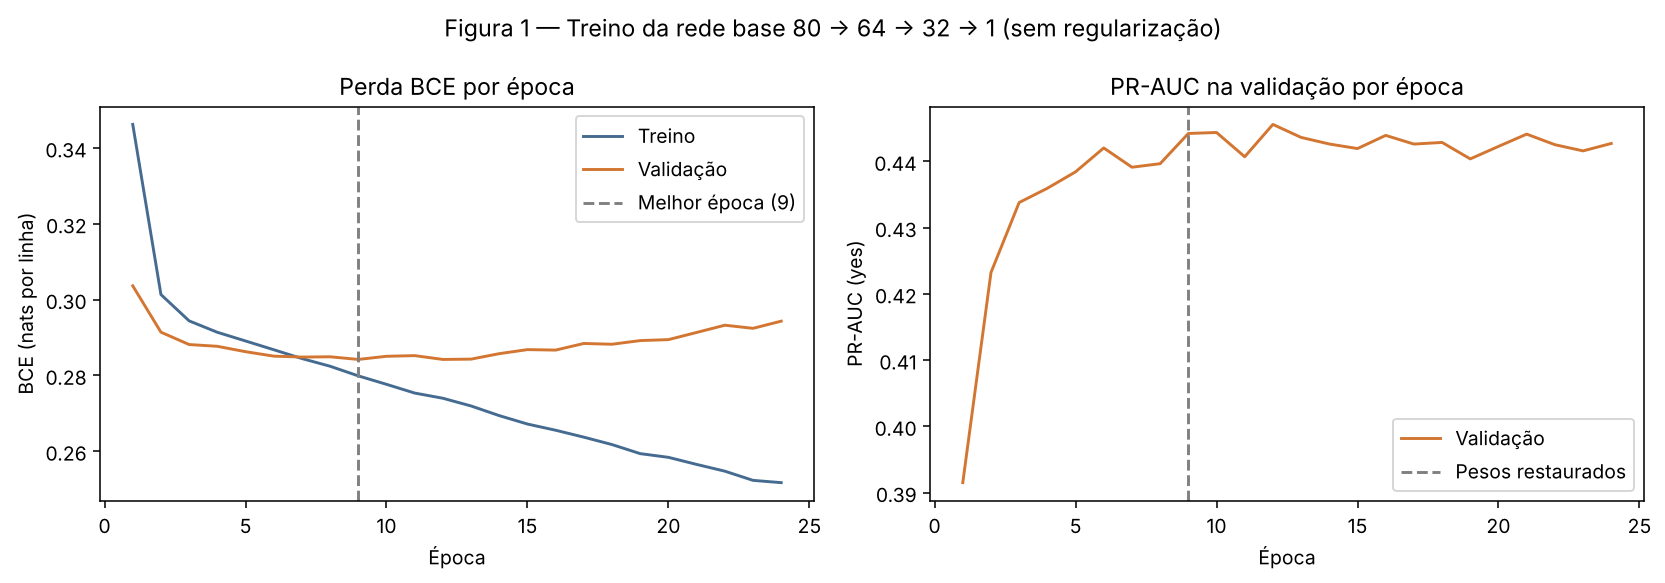 Figura 1 — Treino da rede base 80 → 64 → 32 → 1 (sem regularização)
Perda BCE por época
BCE (nats por linha)
0.34
0.32
0.30
0.28
0.26
Treino
Validação
Melhor época (9)
0
5
10
15
20
25
Época
PR-AUC na validação por época
PR-AUC (yes)
0.44
0.43
0.42
0.41
0.40
0.39
Validação
Pesos restaurados
0
5
10
15
20
25
Época